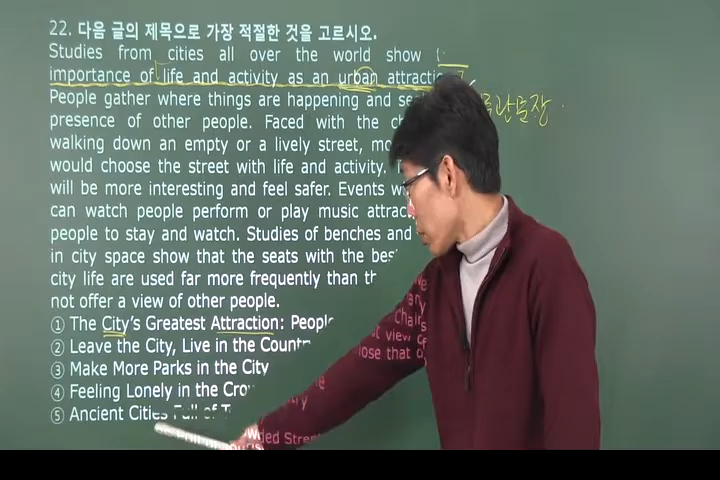 22. 다음 글의 제목으로 가장 적절한 것을 고르시오.
Studies from cities all over the world show
importance of life and activity as an urban attractio
People gather where things are happening and se
presence of other people. Faced with the ch
walking down an empty or a lively street, mo
would choose the street with life and activity.
will be more interesting and feel safer. Events w
can watch people perform or play music attrac
people to stay and watch. Studies of benches and
in city space show that the seats with the bes
city life are used far more frequently than th
not offer a view of other people.
① The City's Greatest Attraction: People
② Leave the City, Live in the Countr
③ Make More Parks in the City
④ Feeling Lonely in the Cro
⑤ Ancient Cities Full of T